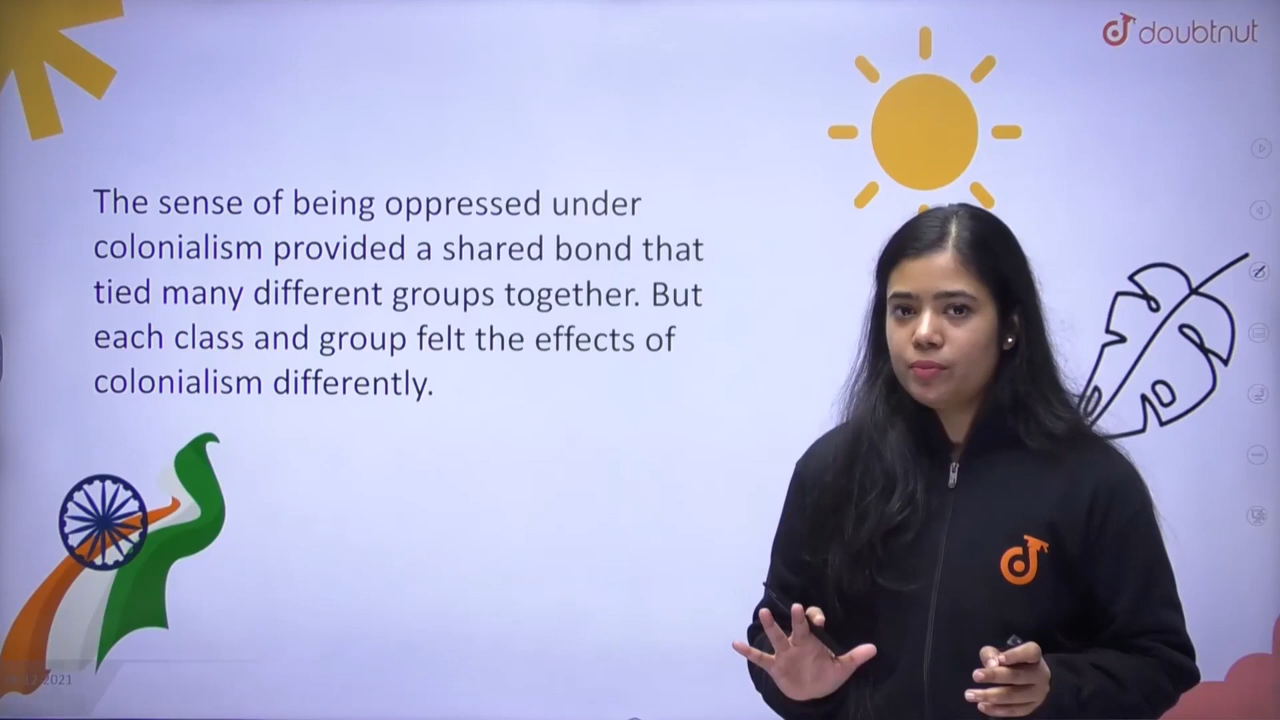 doubtnut
The sense of being oppressed under
colonialism provided a shared bond that
tied many different groups together. But
each class and group felt the effects of
colonialism differently.